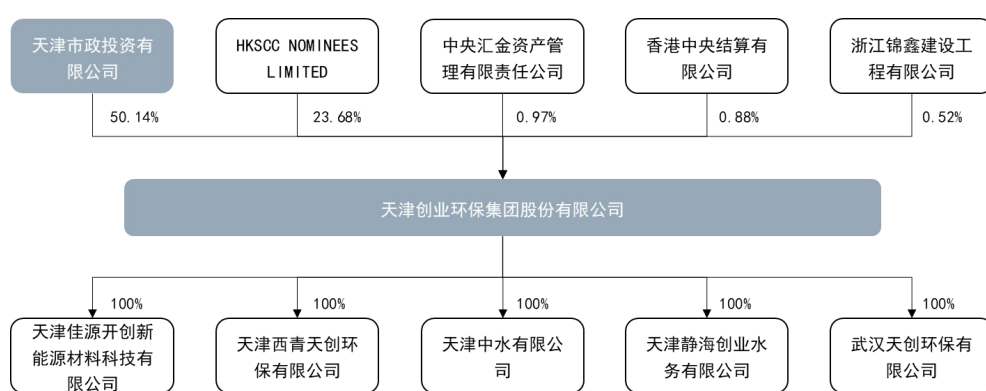 天津市政投资有
限公司
HKSCC NOMINEES
LIMITED
中央汇金资产管
理有限责任公司
香港中央结算有
限公司
浙江锦鑫建设工
程有限公司
50.14%
23.68%
0.97%
0.88%
0.52%
天津创业环保集团股份有限公司
100%
100%
100%
100%
100%
天津佳源开创新
能源材料科技有
限公司
天津西青天创环
保有限公司
天津中水有限公
司
天津静海创业水
务有限公司
武汉天创环保有
限公司